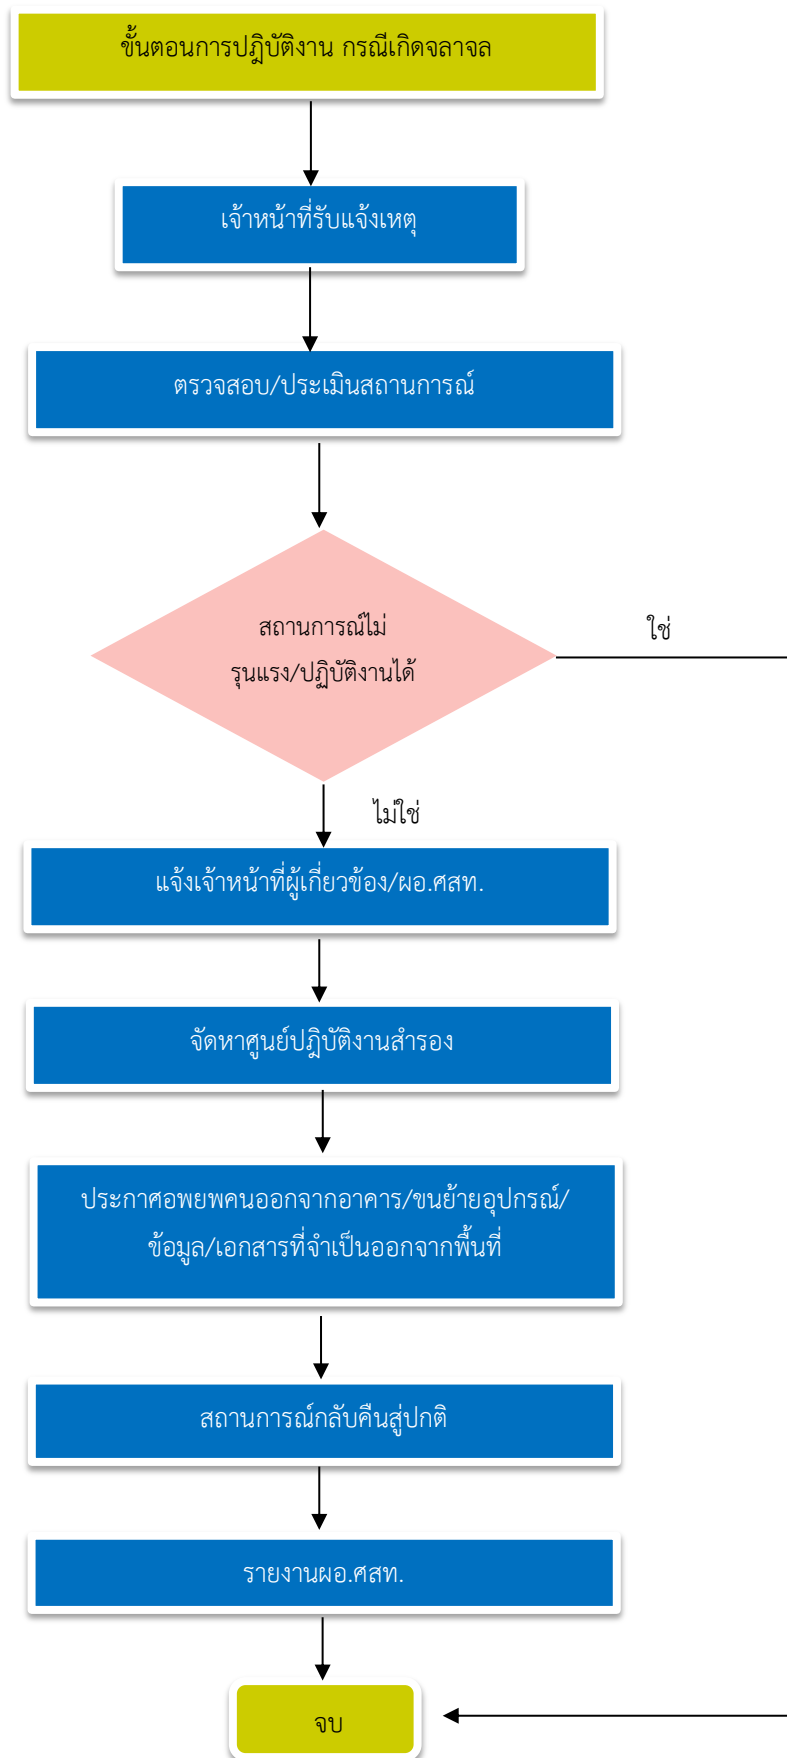 ขั้นตอนการปฎิบัติงาน กรณีเกิดจลาจล
เจ้าหน้าที่รับแจ้งเหตุ
ตรวจสอบ/ประเมินสถานการณ์
สถานการณ์ไม่
รุนแรง/ปฏิบัติงานได้
ใช่
ไม่ใช่
แจ้งเจ้าหน้าที่ผู้เกี่ยวข้อง/ผอ.ศสท.
จัดหาศูนย์ปฎิบัติงานสำรอง
ประกาศอพยพคนออกจากอาคาร/ขนย้ายอุปกรณ์/
ข้อมูล/เอกสารที่จำเป็นออกจากพื้นที่
สถานการณ์กลับคืนสู่ปกติ
รายงานผอ.ศสท.
จบ